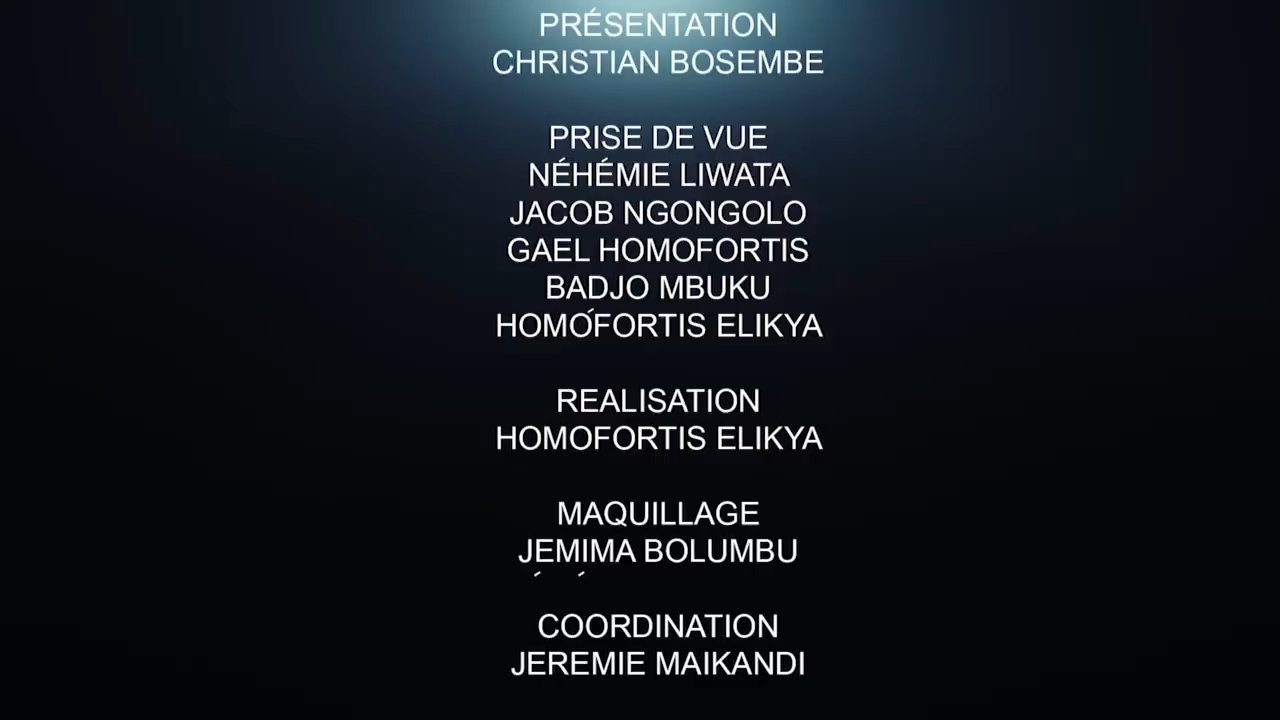 PRÉSENTATION
CHRISTIAN BOSEMBE
PRISE DE VUE
NÉHÉMIE LIWATA
JACOB NGONGOLO
GAEL HOMOFORTIS
BADJO MBUKU
HOMOFORTIS ELIKYA
REALISATION
HOMOFORTIS ELIKYA
MAQUILLAGE
JEMIMA BOLUMBU
COORDINATION
JEREMIE MAIKANDI